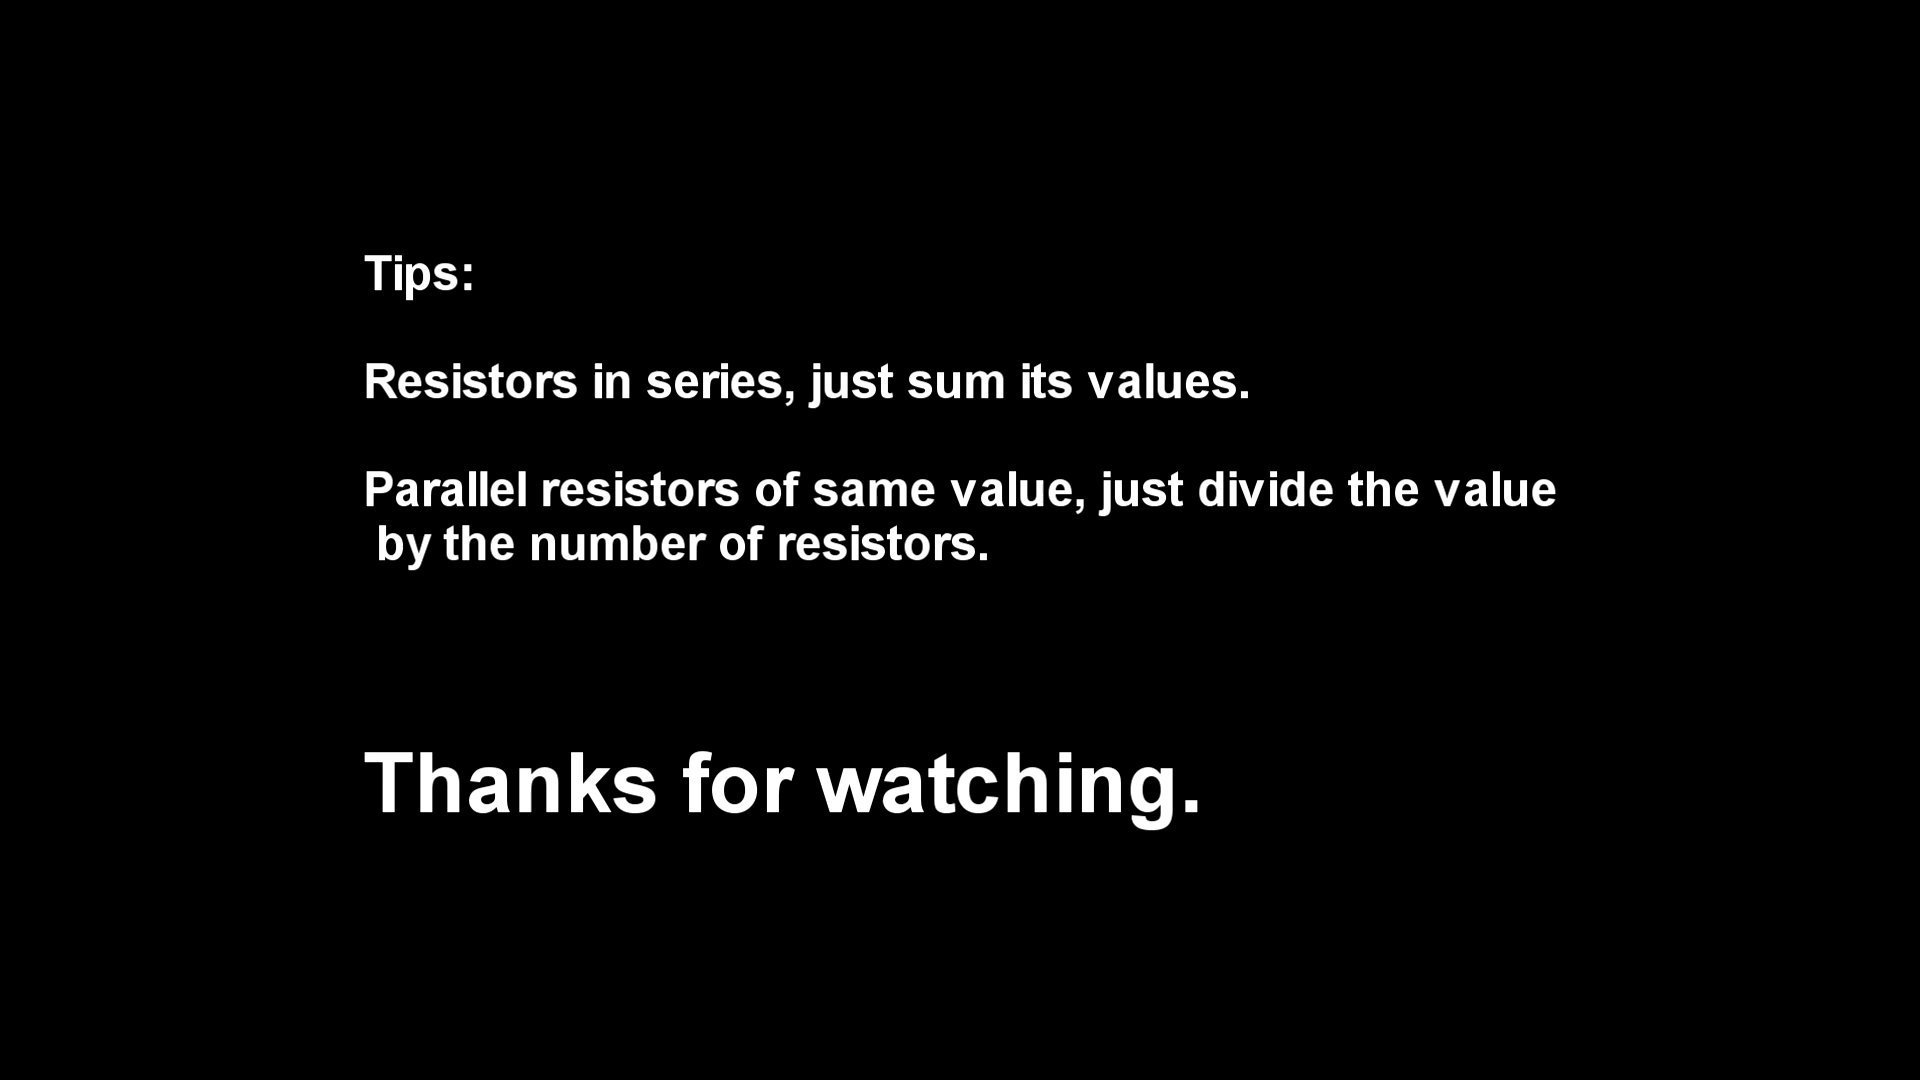 Tips:
Resistors in series, just sum its values.
Parallel resistors of same value, just divide the value
by the number of resistors.
Thanks for watching.